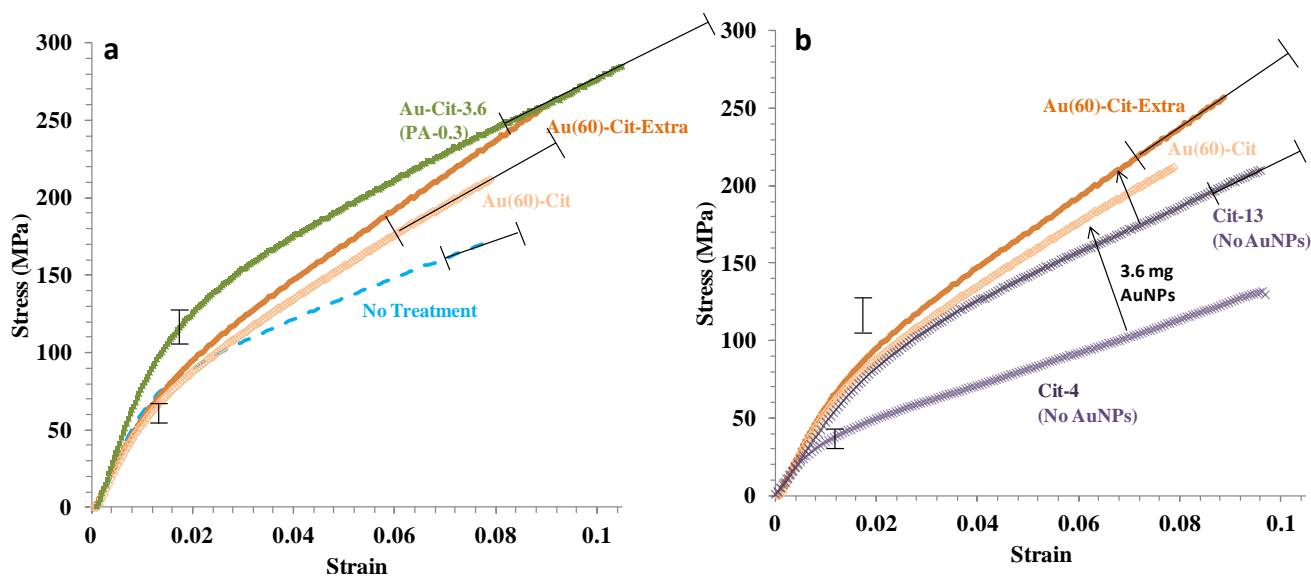 a
300
250
200
150
100
50
0
Stress (MPa)
Au-Cit-3.6
(PA-0.3)
Au(60)-Cit-Extra
Au(60)-Cit
No Treatment
0 0.02 0.04 0.06 0.08 0.1
Strain
b
300
250
200
150
100
50
0
Stress (MPa)
Au(60)-Cit-Extra
Au(60)-Cit
Cit-13
(No AuNPs)
3.6 mg
AuNPs
Cit-4
(No AuNPs)
0 0.02 0.04 0.06 0.08 0.1
Strain